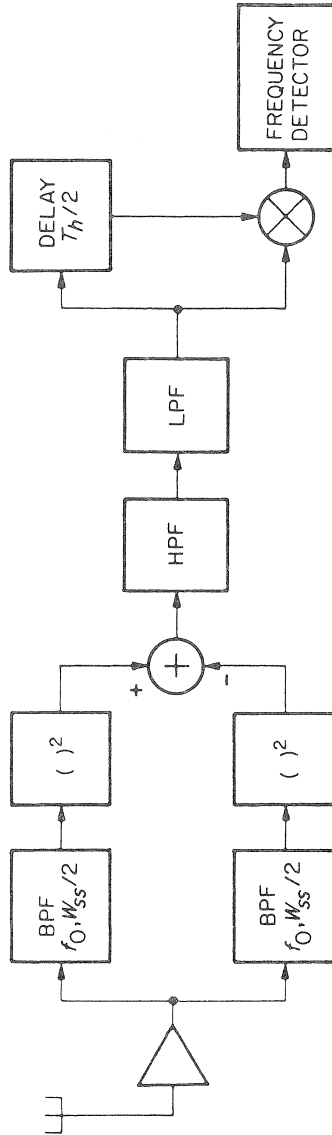 BPF
f₀, Wss/2
( )²
BPF
f₀, Wss/2
( )²
+
-
+
HPF
LPF
DELAY
Tₕ/2
FREQUENCY
DETECTOR